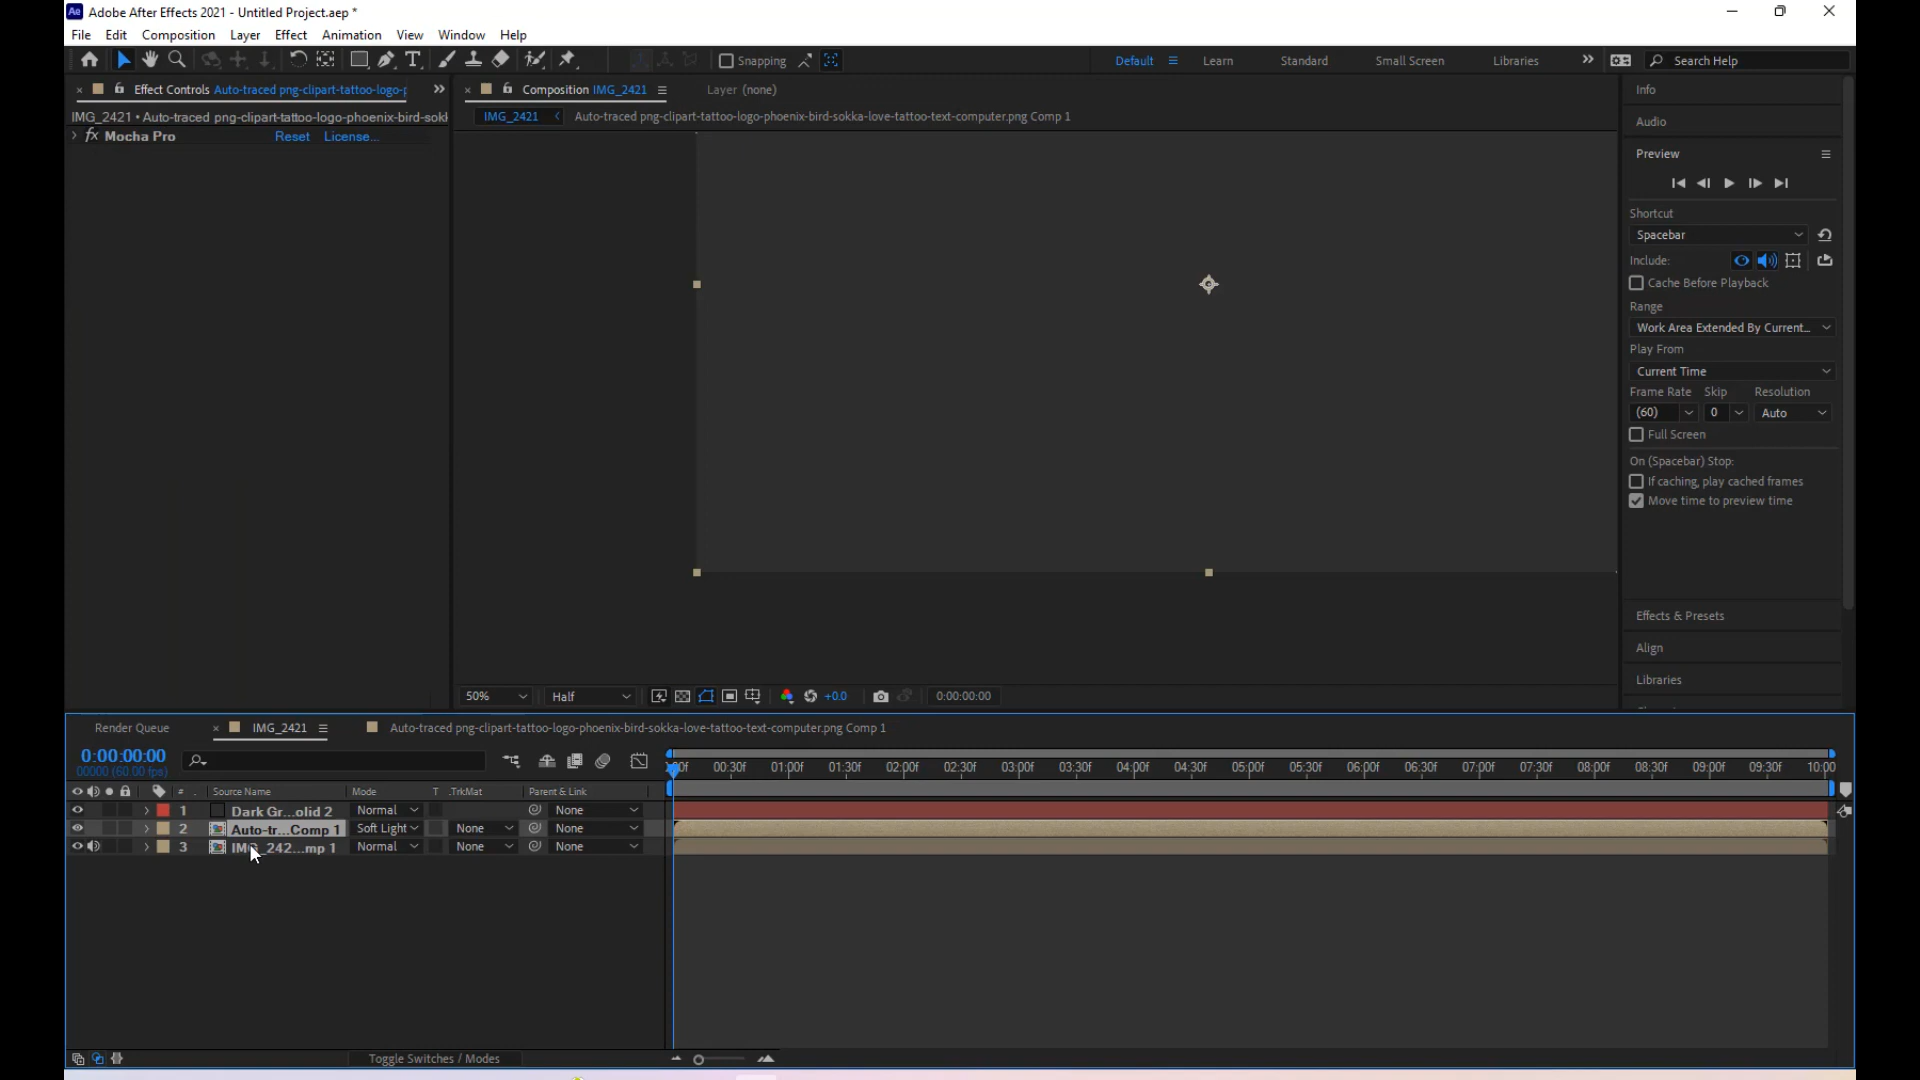 Ae Adobe After Effects 2021 - Untitled Project.aep *
File Edit Composition Layer Effect Animation View Window Help
Snapping Default Learn Standard Small Screen Libraries Search Help
Effect Controls Auto-traced png-clipart-tattoo-logo-p
Composition IMG_2421
Layer (none)
Info
IMG_2421 • Auto-traced png-clipart-tattoo-logo-phoenix-bird-sokk
IMG_2421
Auto-traced png-clipart-tattoo-logo-phoenix-bird-sokka-love-tattoo-text-computer.png Comp 1
Audio
fx Mocha Pro Reset License...
Preview
Shortcut
Spacebar
Include:
Cache Before Playback
Range
Work Area Extended By Current...
Play From
Current Time
Frame Rate Skip Resolution
(60) 0 Auto
Full Screen
On (Spacebar) Stop:
If caching, play cached frames
Move time to preview time
Effects & Presets
Align
Libraries
50% Half +0.0 0:00:00:00
Render Queue
IMG_2421
Auto-traced png-clipart-tattoo-logo-phoenix-bird-sokka-love-tattoo-text-computer.png Comp 1
0:00:00:00
00000 (60.00 fps)
00:30f 01:00f 01:30f 02:00f 02:30f 03:00f 03:30f 04:00f 04:30f 05:00f 05:30f 06:00f 06:30f 07:00f 07:30f 08:00f 08:30f 09:00f 09:30f 10:00
# Source Name Mode T .TrkMat Parent & Link
1 Dark Gr...olid 2 Normal None
2 Auto-tr...Comp 1 Soft Light None None
3 IMG_242...mp 1 Normal None None
Toggle Switches / Modes